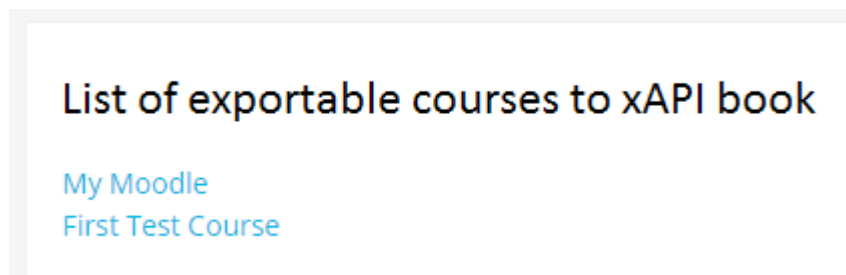 List of exportable courses to xAPI book
My Moodle
First Test Course